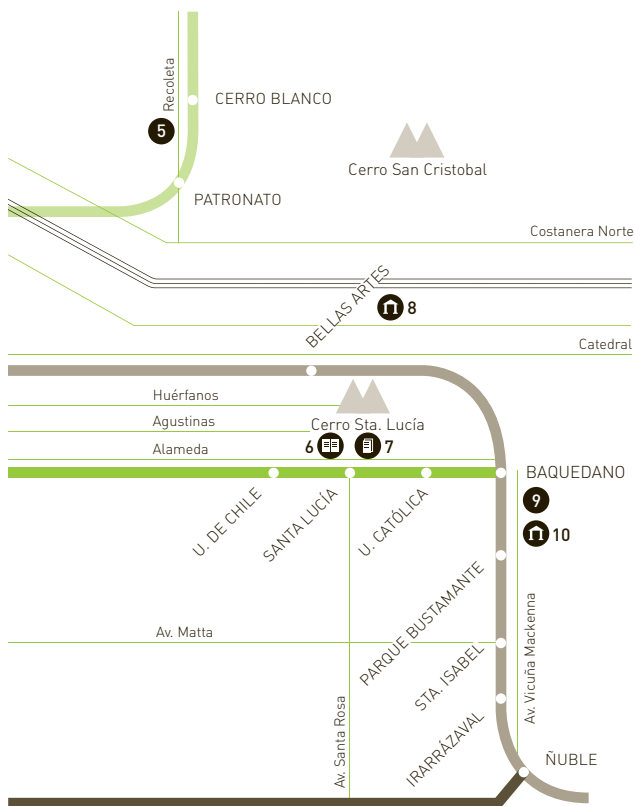 Recoleta
CERRO BLANCO
5
Cerro San Cristobal
PATRONATO
Costanera Norte
BELLAS ARTES
8
Catedral
Huérfanos
Cerro Sta. Lucía
Agustinas
6
7
Alameda
BAQUEDANO
U. DE CHILE
SANTA LUCÍA
U. CATÓLICA
9
10
PARQUE BUSTAMANTE
Av. Matta
Av. Vicuña Mackenna
STA. ISABEL
Av. Santa Rosa
IRARRÁZAVAL
ÑUBLE